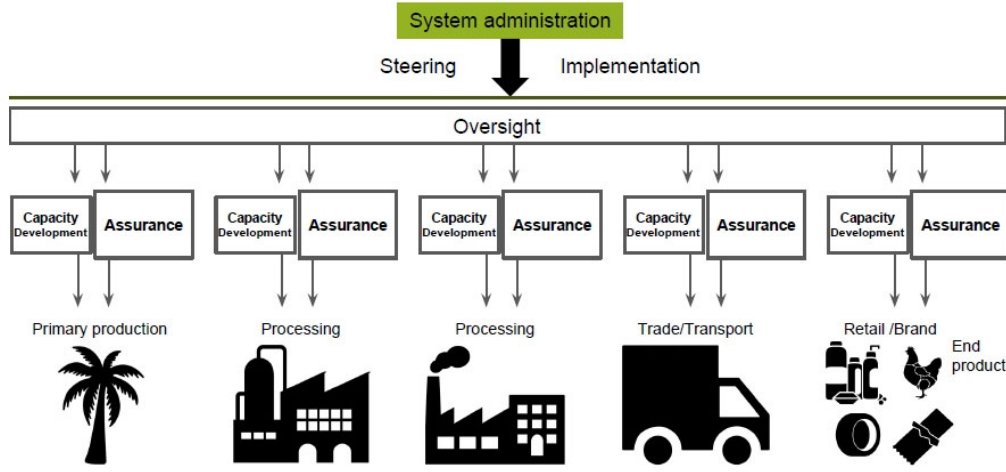 System administration
Steering
Implementation
Oversight
Capacity
Development
Assurance
Capacity
Development
Assurance
Capacity
Development
Assurance
Capacity
Development
Assurance
Capacity
Development
Assurance
Primary production
Processing
Processing
Trade/Transport
Retail /Brand
End
product